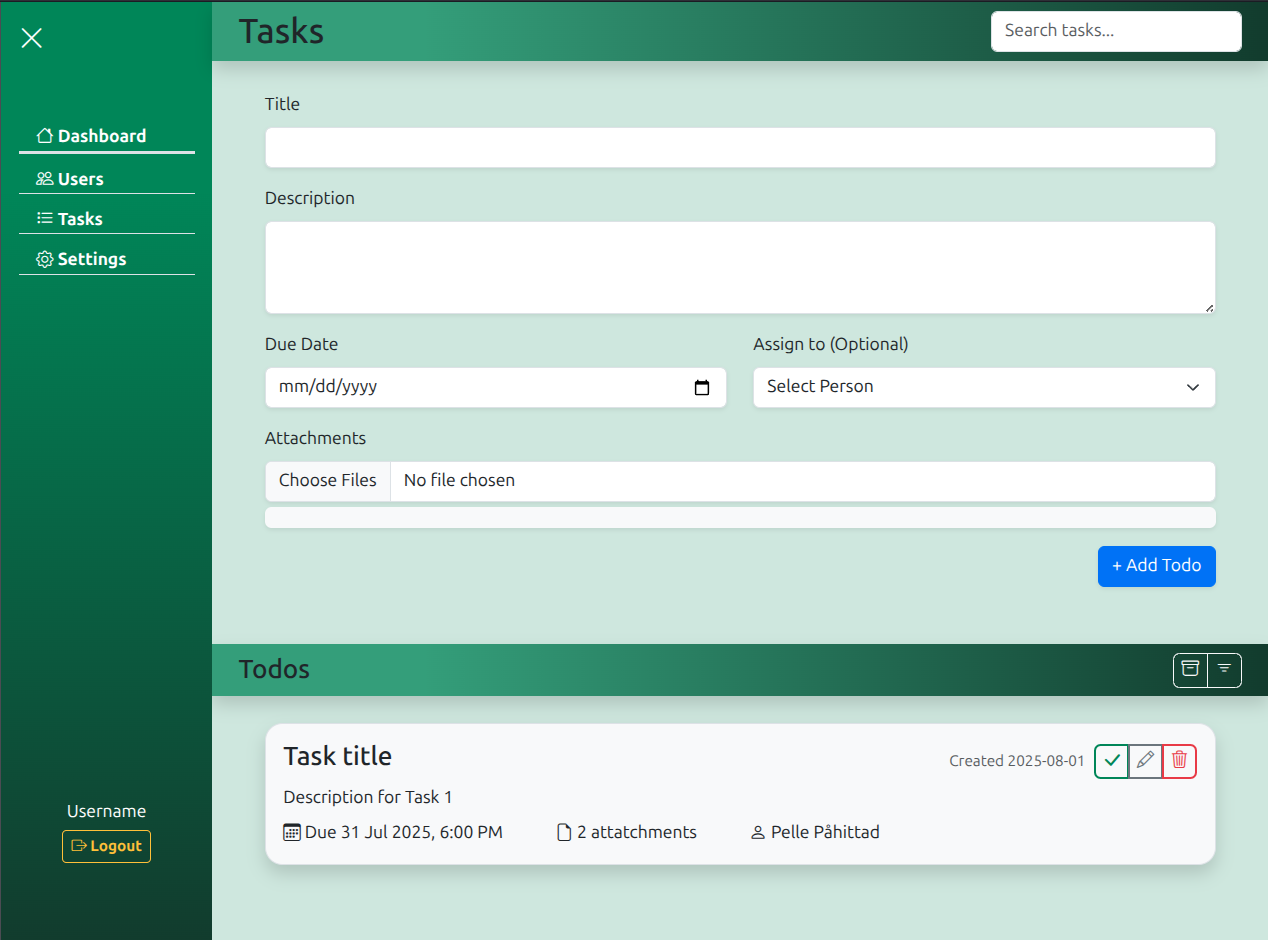 Tasks
Search tasks...
Dashboard
Users
Tasks
Settings
Username
Logout
Title
Description
Due Date
Assign to (Optional)
mm/dd/yyyy
Select Person
Attachments
Choose Files No file chosen
+ Add Todo
Todos
Task title
Created 2025-08-01
Description for Task 1
Due 31 Jul 2025, 6:00 PM
2 attatchments
Pelle Påhittad